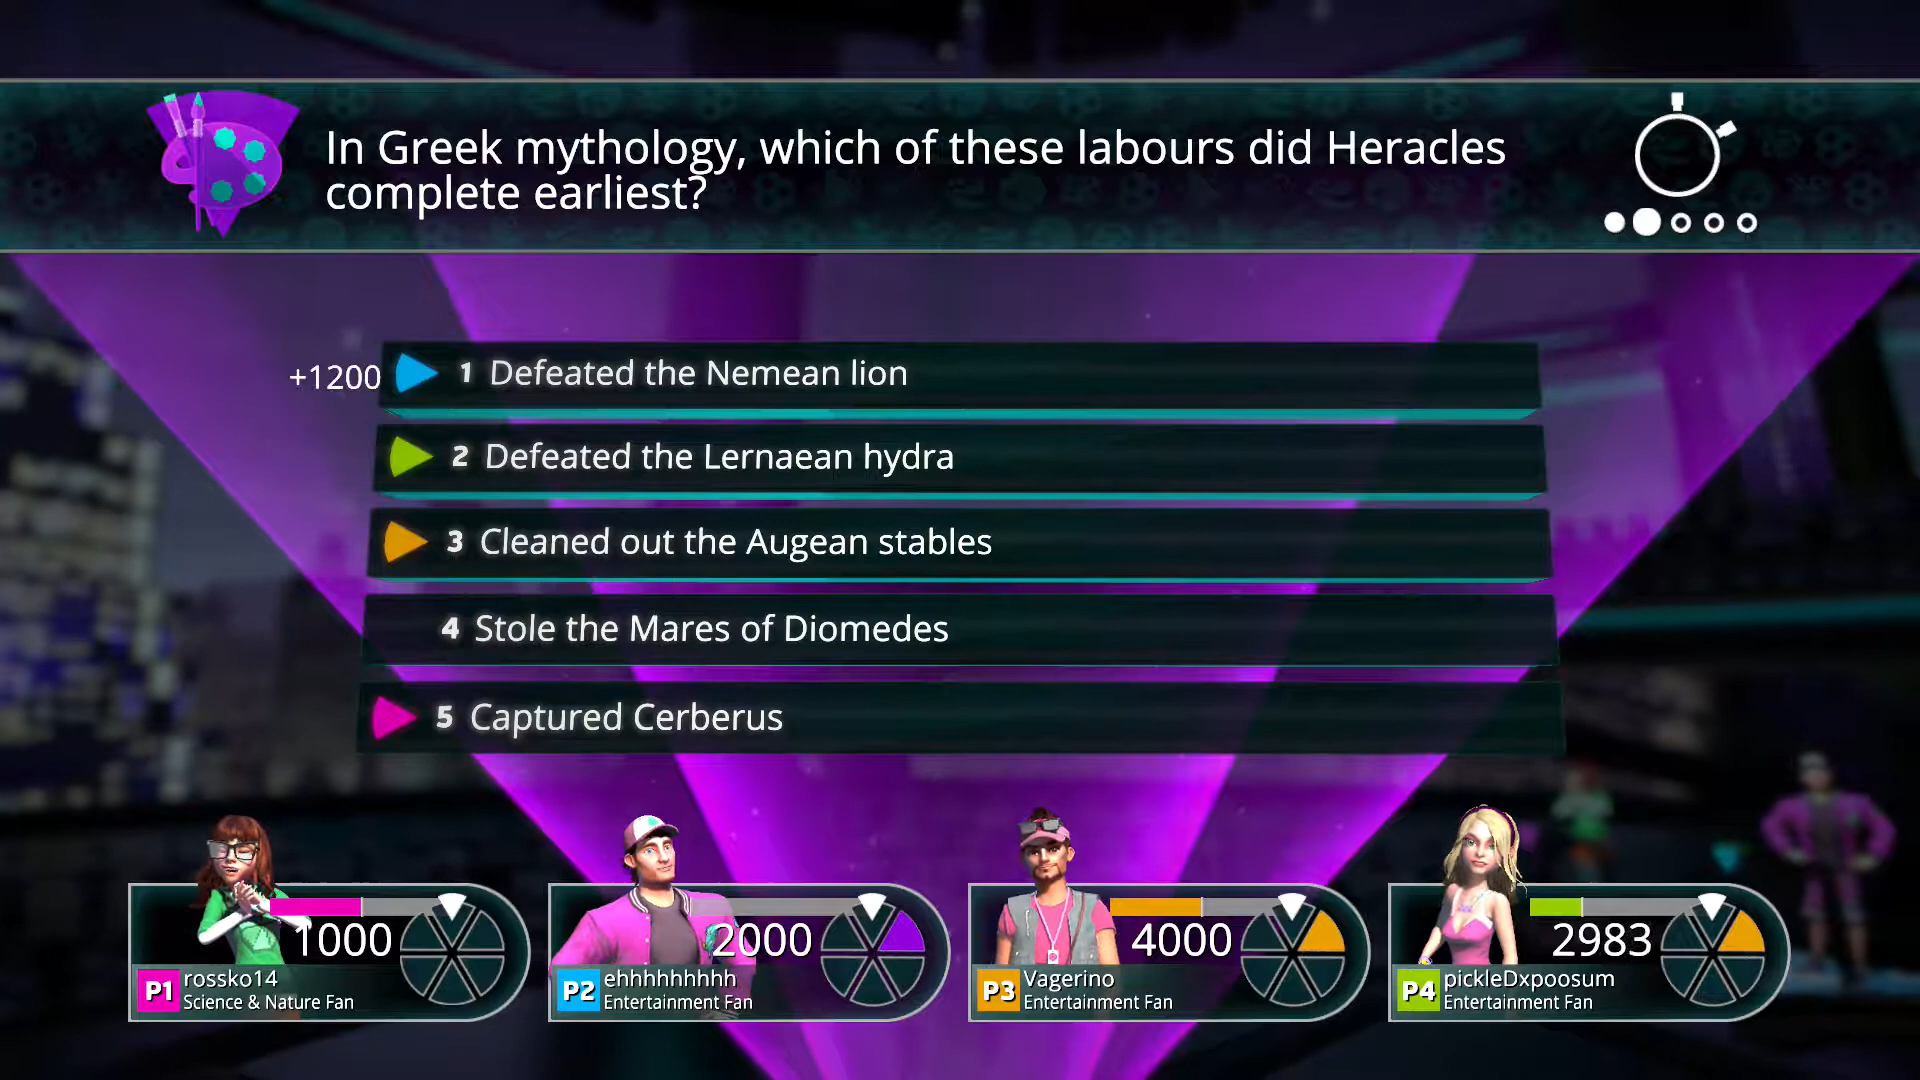 In Greek mythology, which of these labours did Heracles
complete earliest?
+1200
1 Defeated the Nemean lion
2 Defeated the Lernaean hydra
3 Cleaned out the Augean stables
4 Stole the Mares of Diomedes
5 Captured Cerberus
1000
P1 rossko14
Science & Nature Fan
2000
P2 ehhhhhhhhh
Entertainment Fan
4000
P3 Vagerino
Entertainment Fan
2983
P4 pickleDxpoosum
Entertainment Fan